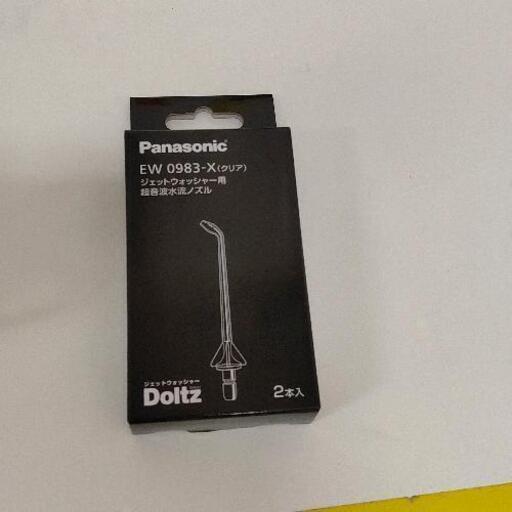 Panasonic
EW 0983-X(クリア)
ジェットウォッシャー用
超音波水流ノズル
ジェットウォッシャー
Doltz
2本入